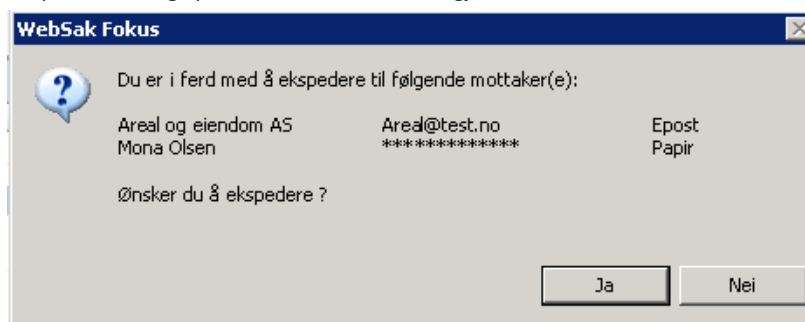 WebSak Fokus
Du er i ferd med å ekspedere til følgende mottaker(e):
Areal og eiendom AS Areal@test.no Epost
Mona Olsen ************* Papir
Ønsker du å ekspedere ?
Ja Nei